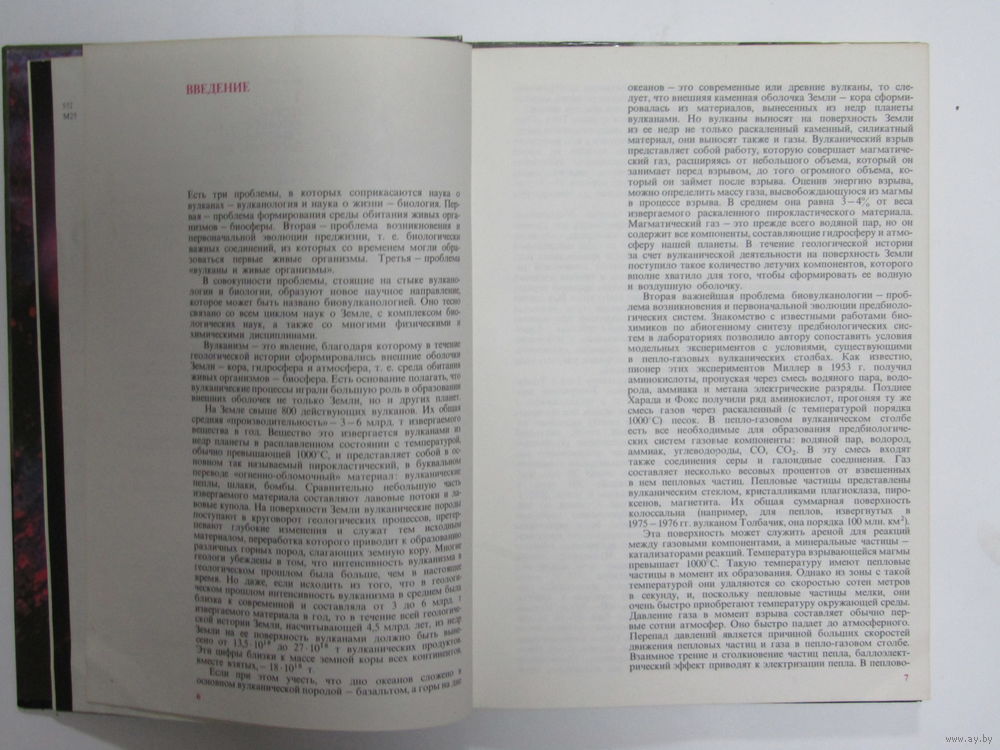 552
М25
ВВЕДЕНИЕ
Есть три проблемы, в которых соприкасаются наука о
вулканах – вулканология и наука о жизни – биология. Пер-
вая – проблема формирования среды обитания живых орга-
низмов – биосферы. Вторая – проблема возникновения и
первоначальной эволюции преджизни, т. е. биологически
важных соединений, из которых со временем могли обра-
зоваться первые живые организмы. Третья – проблема
«вулканы и живые организмы».
В совокупности проблемы, стоящие на стыке вулкано-
логии и биологии, образуют новое научное направление,
которое может быть названо биовулканологией. Оно тесно
связано со всем циклом наук о Земле, с комплексом био-
логических наук, а также со многими физическими и
химическими дисциплинами.
Вулканизм – это явление, благодаря которому в течение
геологической истории сформировались внешние оболочки
Земли – кора, гидросфера и атмосфера, т. е. среда обитания
живых организмов – биосфера. Есть основание полагать, что
вулканические процессы играли большую роль в образовании
внешних оболочек не только Земли, но и других планет.
На Земле свыше 800 действующих вулканов. Их общая
средняя «производительность» – 3 – 6 млрд. т извергаемого
вещества в год. Вещество это извергается вулканами из
недр планеты в расплавленном состоянии с температурой,
обычно превышающей 1000°С, и представляет собой в ос-
новном так называемый пирокластический, в буквальном
переводе «огненно-обломочный» материал: вулканические
пеплы, шлаки, бомбы. Сравнительно небольшую часть
извергаемого материала составляют лавовые потоки и ла-
вовые купола. На поверхности Земли вулканические породы
поступают в круговорот геологических процессов, претер-
певают глубокие изменения и служат тем исходным
материалом, переработка которого приводит к образованию
различных горных пород, слагающих земную кору. Многие
геологи убеждены в том, что интенсивность вулканизма в
геологическом прошлом была больше, чем в настоящее
время. Но даже, если исходить из того, что в геологи-
ческом прошлом интенсивность вулканизма в среднем была
близка к современной и составляла от 3 до 6 млрд. т
извергаемого материала в год, то в течение всей геологиче-
ской истории Земли, насчитывающей 4,5 млрд. лет, из недр
Земли на ее поверхность вулканами должно быть выне-
сено от 13,5·10¹⁸ до 27·10¹⁸ т вулканических продуктов.
Эти цифры близки к массе земной коры всех континентов,
вместе взятых, – 18·10¹⁸ т.
Если при этом учесть, что дно океанов сложено в
основном вулканической породой – базальтом, а горы на дне
6
океанов – это современные или древние вулканы, то сле-
дует, что внешняя каменная оболочка Земли – кора сформи-
ровалась из материалов, вынесенных из недр планеты
вулканами. Но вулканы выносят на поверхность Земли
из ее недр не только раскаленный каменный, силикатный
материал, они выносят также и газы. Вулканический взрыв
представляет собой работу, которую совершает магматиче-
ский газ, расширяясь от небольшого объема, который он
занимает перед взрывом, до того огромного объема, ко-
торый он займет после взрыва. Оценив энергию взрыва,
можно определить массу газа, высвобождающуюся из магмы
в процессе взрыва. В среднем она равна 3 – 4% от веса
извергаемого раскаленного пирокластического материала.
Магматический газ – это прежде всего водяной пар, но он
содержит все компоненты, составляющие гидросферу и атмо-
сферу нашей планеты. В течение геологической истории
за счет вулканической деятельности на поверхность Земли
поступило такое количество летучих компонентов, которого
вполне хватило для того, чтобы сформировать ее водную
и воздушную оболочку.
Вторая важнейшая проблема биовулканологии – проб-
лема возникновения и первоначальной эволюции предбиоло-
гических систем. Знакомство с известными работами био-
химиков по абиогенному синтезу предбиологических сис-
тем в лабораториях позволило автору сопоставить условия
модельных экспериментов с условиями, существующими
в пепло-газовых вулканических столбах. Как известно,
пионер этих экспериментов Миллер в 1953 г. получил
аминокислоты, пропуская через смесь водяного пара, водо-
рода, аммиака и метана электрические разряды. Позднее
Харада и Фокс получили ряд аминокислот, прогоняя ту же
смесь газов через раскаленный (с температурой порядка
1000°С) песок. В пепло-газовом вулканическом столбе
есть все необходимые для образования предбиологиче-
ских систем газовые компоненты: водяной пар, водород,
аммиак, углеводороды, СО, СО₂. В эту смесь входят
также соединения серы и галоидные соединения. Газ
составляет несколько весовых процентов от взвешенных
в нем пепловых частиц. Пепловые частицы представлены
вулканическим стеклом, кристалликами плагиоклаза, пиро-
ксенов, магнетита. Их общая суммарная поверхность
колоссальна (например, для пеплов, извергнутых в
1975 – 1976 гг. вулканом Толбачик, она порядка 100 млн. км²).
Эта поверхность может служить ареной для реакций
между газовыми компонентами, а минеральные частицы –
катализаторами реакций. Температура взрывающейся магмы
превышает 1000°С. Такую температуру имеют пепловые
частицы в момент их образования. Однако из зоны с такой
температурой они удаляются со скоростью сотен метров
в секунду, и, поскольку пепловые частицы мелки, они
очень быстро приобретают температуру окружающей среды.
Давление газа в момент взрыва составляет обычно пер-
вые сотни атмосфер. Оно быстро падает до атмосферного.
Перепад давлений является причиной больших скоростей
движения пепловых частиц и газа в пепло-газовом столбе.
Взаимное трение и столкновение частиц пепла, баллоэлект-
рический эффект приводят к электризации пепла. В пеплово-
7
www.ay.by